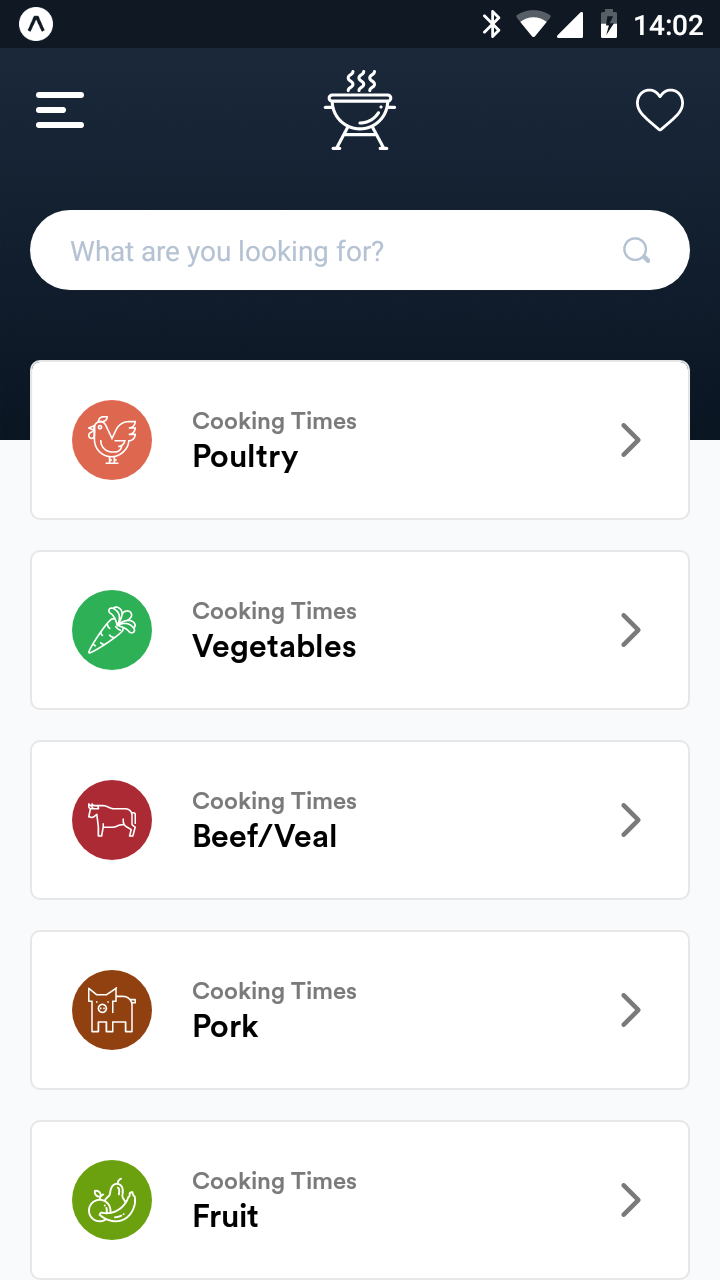 14:02
What are you looking for?
Cooking Times
Poultry
Cooking Times
Vegetables
Cooking Times
Beef/Veal
Cooking Times
Pork
Cooking Times
Fruit